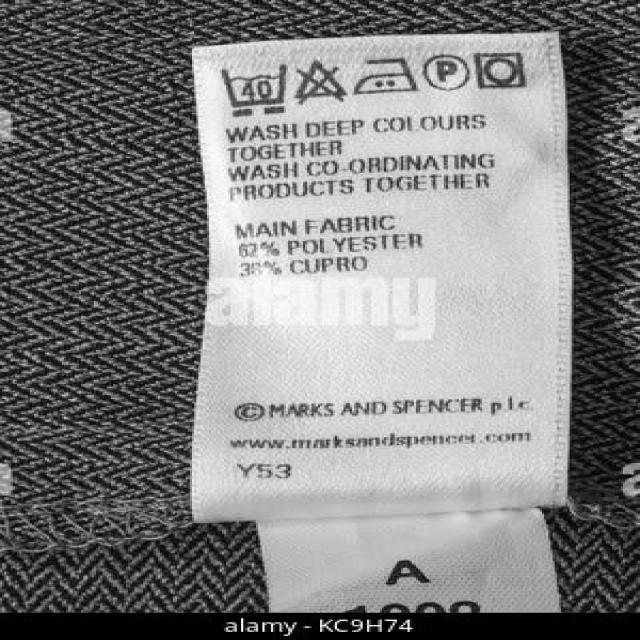 40 P
WASH DEEP COLOURS
TOGETHER
WASH CO-ORDINATING
PRODUCTS TOGETHER
MAIN FABRIC
62% POLYESTER
38% CUPRO
alamy
© MARKS AND SPENCER p.l.c.
www.marksandspencer.com
Y53
A
alamy - KC9H74